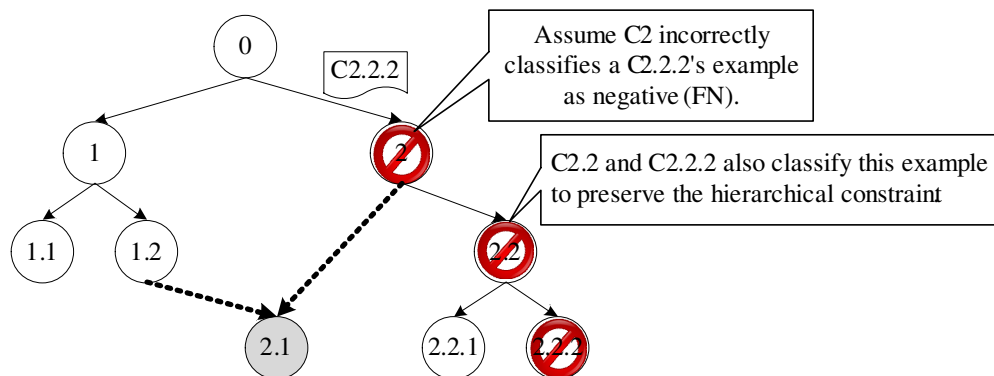 0
C2.2.2
Assume C2 incorrectly
classifies a C2.2.2's example
as negative (FN).
1
2
C2.2 and C2.2.2 also classify this example
to preserve the hierarchical constraint.
1.1
1.2
2.2
2.1
2.2.1
2.2.2